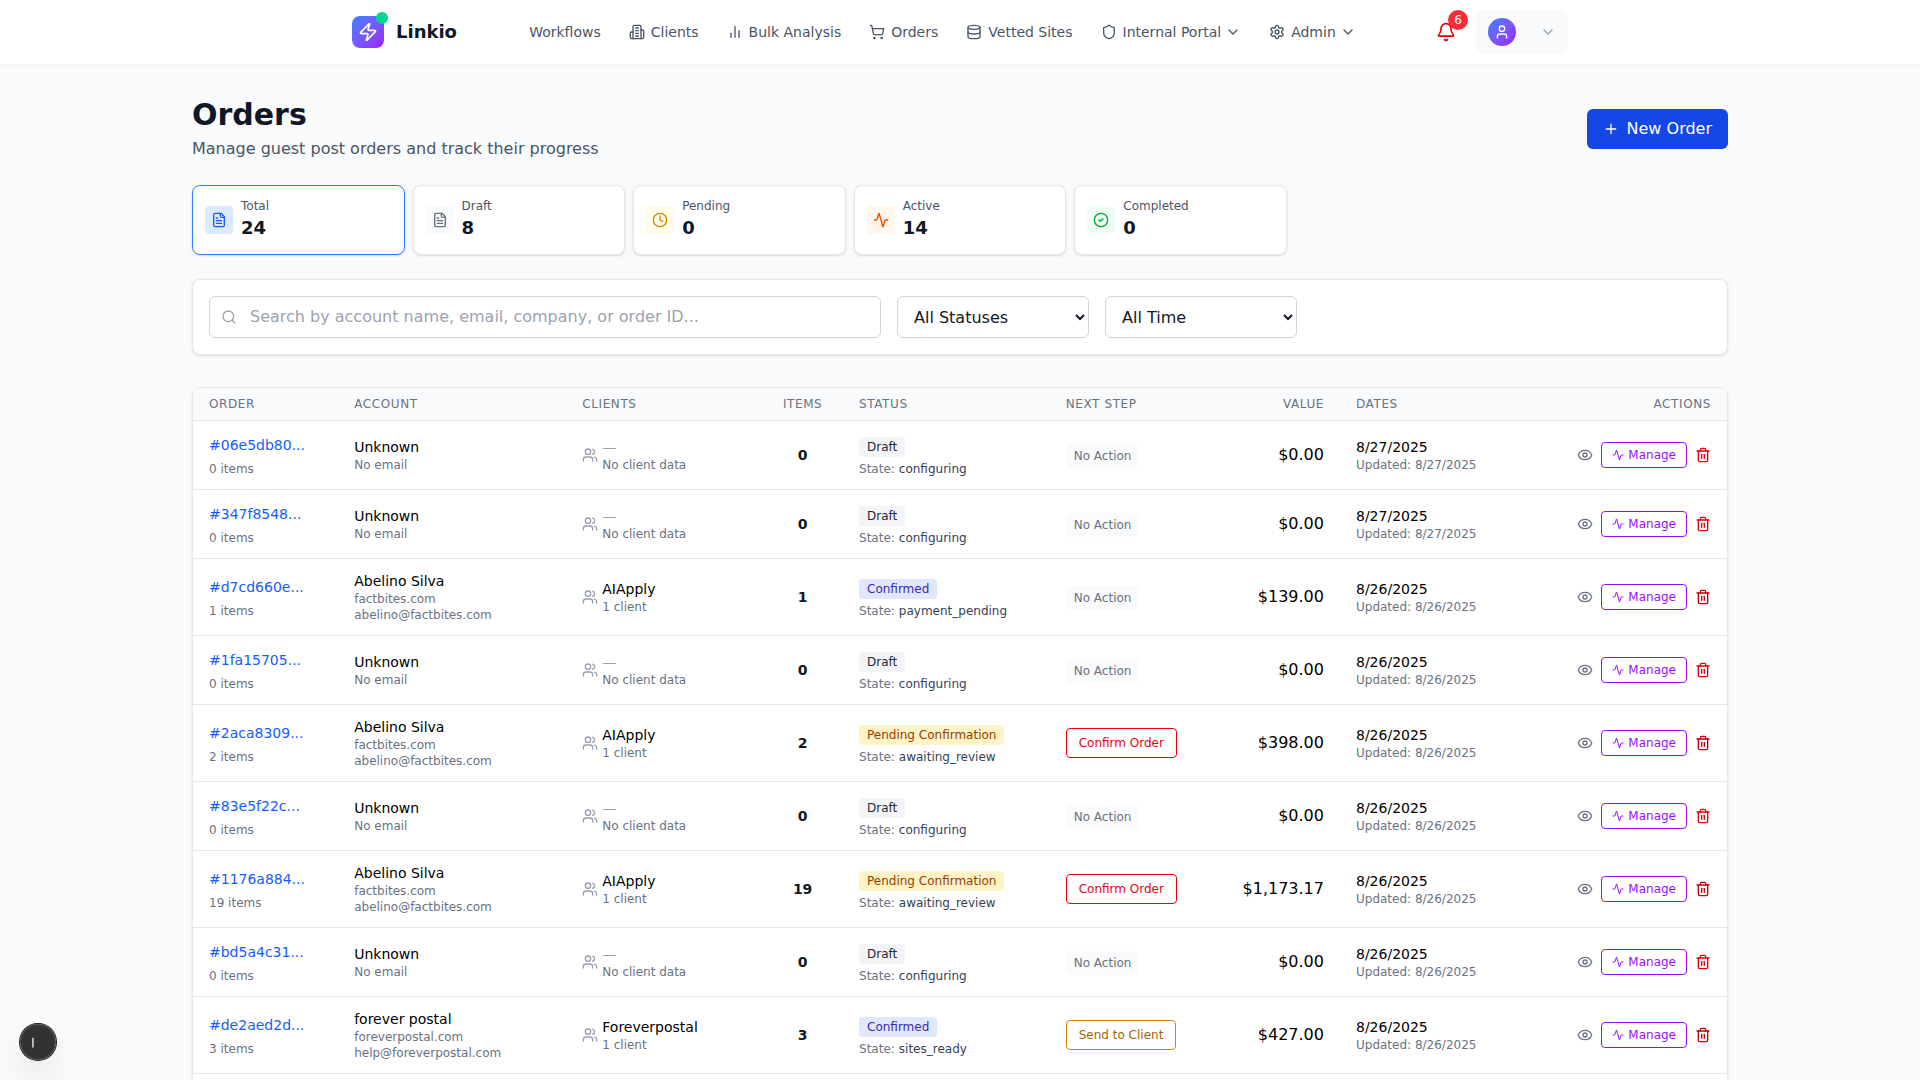 Linkio
Workflows
Clients
Bulk Analysis
Orders
Vetted Sites
Internal Portal
Admin
6
Orders
Manage guest post orders and track their progress
+ New Order
Total
24
Draft
8
Pending
0
Active
14
Completed
0
Search by account name, email, company, or order ID...
All Statuses
All Time
ORDER ACCOUNT CLIENTS ITEMS STATUS NEXT STEP VALUE DATES ACTIONS
#06e5db80...
0 items
Unknown
No email
—
No client data
0
Draft
State: configuring
No Action
$0.00
8/27/2025
Updated: 8/27/2025
Manage
#347f8548...
0 items
Unknown
No email
—
No client data
0
Draft
State: configuring
No Action
$0.00
8/27/2025
Updated: 8/27/2025
Manage
#d7cd660e...
1 items
Abelino Silva
factbites.com
abelino@factbites.com
AIApply
1 client
1
Confirmed
State: payment_pending
No Action
$139.00
8/26/2025
Updated: 8/26/2025
Manage
#1fa15705...
0 items
Unknown
No email
—
No client data
0
Draft
State: configuring
No Action
$0.00
8/26/2025
Updated: 8/26/2025
Manage
#2aca8309...
2 items
Abelino Silva
factbites.com
abelino@factbites.com
AIApply
1 client
2
Pending Confirmation
State: awaiting_review
Confirm Order
$398.00
8/26/2025
Updated: 8/26/2025
Manage
#83e5f22c...
0 items
Unknown
No email
—
No client data
0
Draft
State: configuring
No Action
$0.00
8/26/2025
Updated: 8/26/2025
Manage
#1176a884...
19 items
Abelino Silva
factbites.com
abelino@factbites.com
AIApply
1 client
19
Pending Confirmation
State: awaiting_review
Confirm Order
$1,173.17
8/26/2025
Updated: 8/26/2025
Manage
#bd5a4c31...
0 items
Unknown
No email
—
No client data
0
Draft
State: configuring
No Action
$0.00
8/26/2025
Updated: 8/26/2025
Manage
#de2aed2d...
3 items
forever postal
foreverpostal.com
help@foreverpostal.com
Foreverpostal
1 client
3
Confirmed
State: sites_ready
Send to Client
$427.00
8/26/2025
Updated: 8/26/2025
Manage